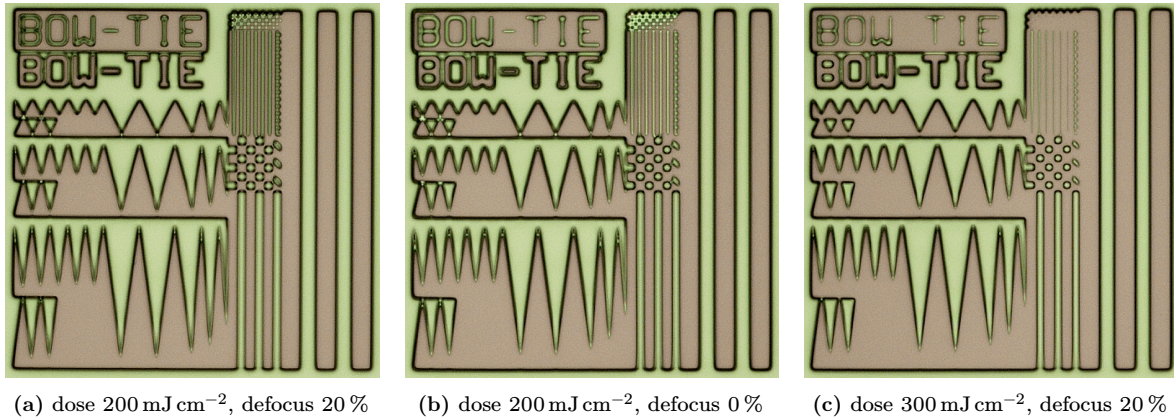 BOW-TIE
BOW-TIE
BOW-TIE
BOW-TIE
BOW TIE
BOW-TIE
(a) dose 200 mJ cm⁻², defocus 20 %
(b) dose 200 mJ cm⁻², defocus 0 %
(c) dose 300 mJ cm⁻², defocus 20 %